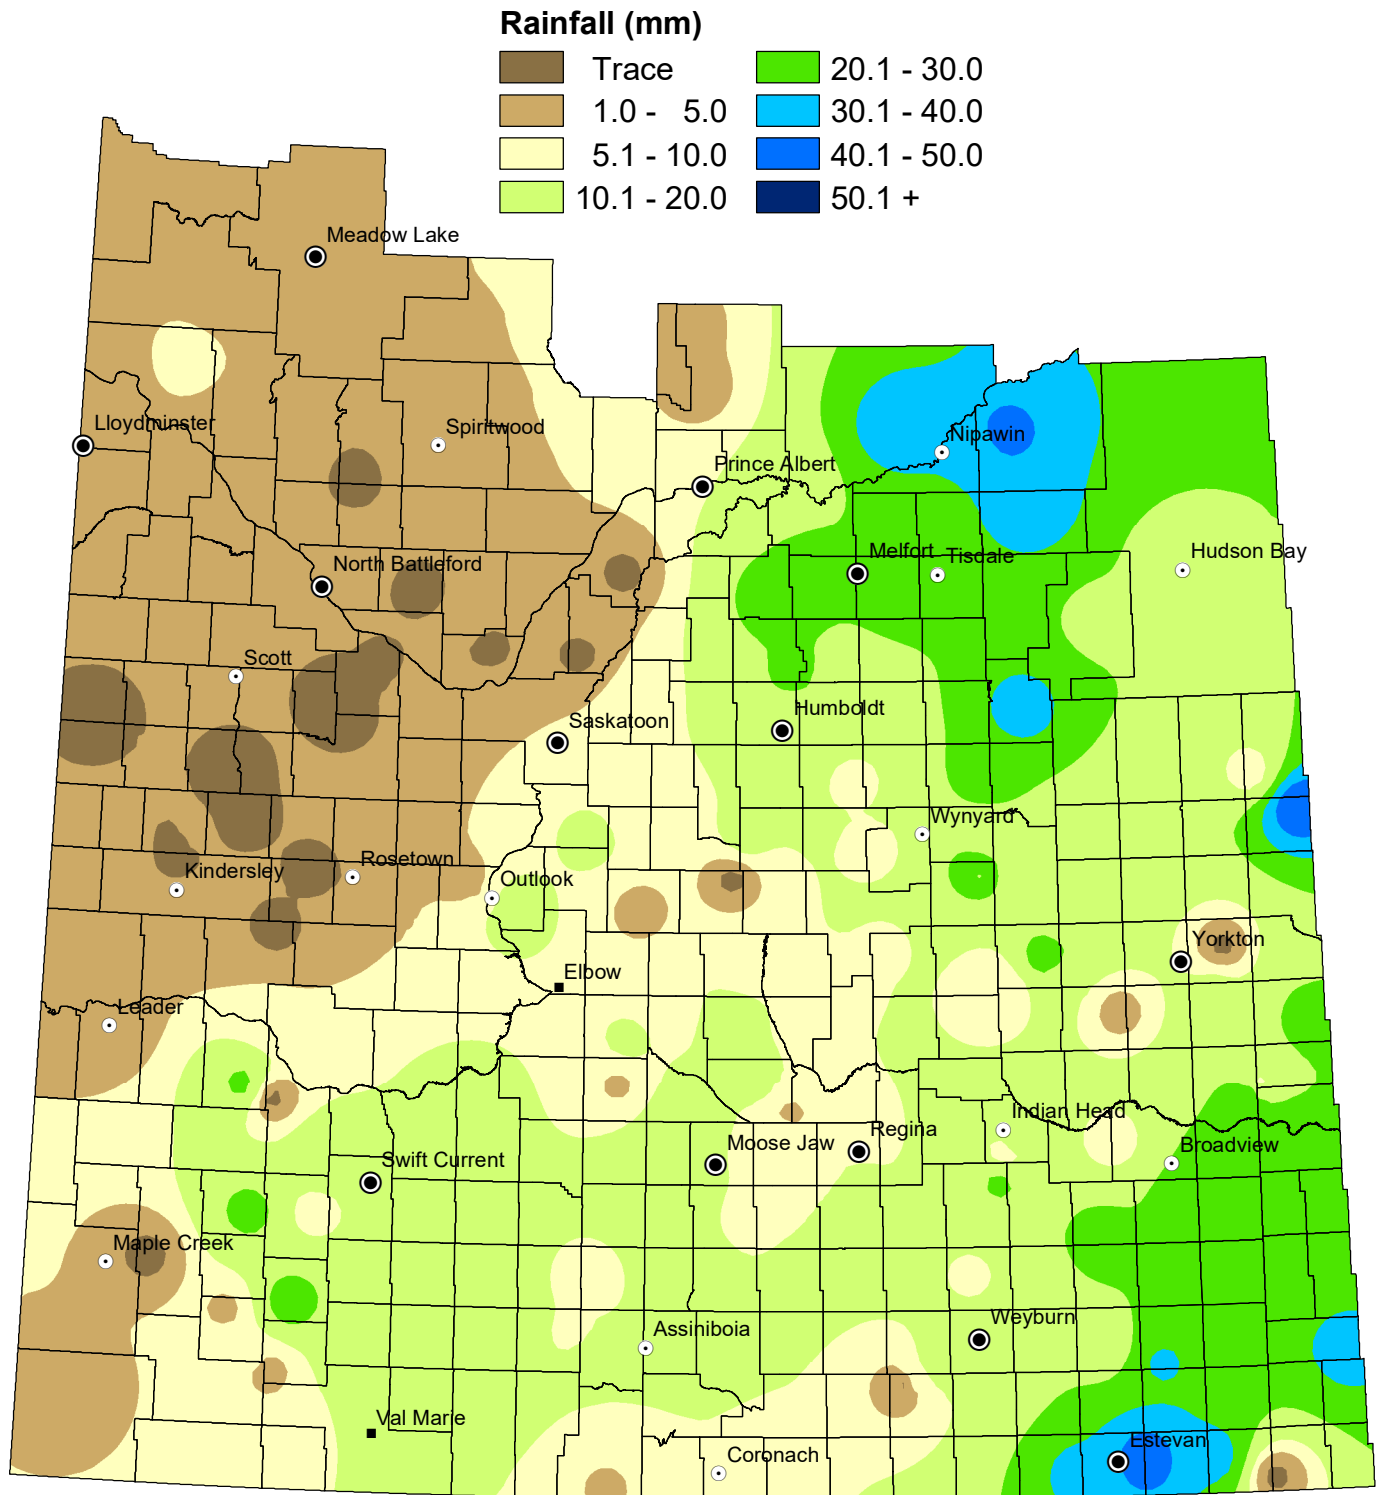 Rainfall (mm)
Trace
20.1 - 30.0
1.0 - 5.0
30.1 - 40.0
5.1 - 10.0
40.1 - 50.0
10.1 - 20.0
50.1 +
Meadow Lake
Lloydminster
Spiritwood
Nipawin
Prince Albert
North Battleford
Melfort
Tisdale
Hudson Bay
Scott
Saskatoon
Humboldt
Wynyard
Kindersley
Rosetown
Outlook
Yorkton
Elbow
Leader
Indian Head
Moose Jaw
Regina
Broadview
Swift Current
Maple Creek
Weyburn
Assiniboia
Val Marie
Estevan
Coronach